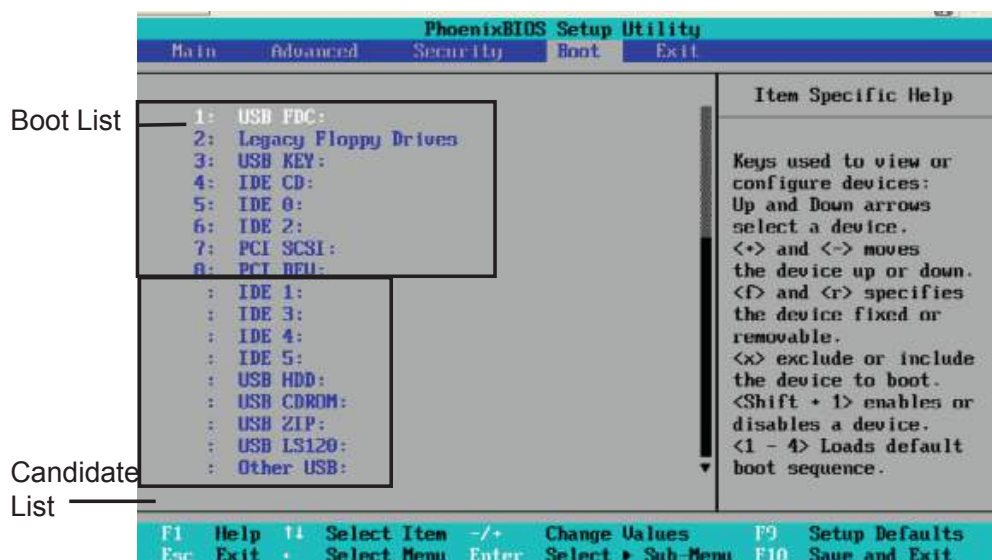 PhoenixBIOS Setup Utility
Main Advanced Security Boot Exit
Boot List
1: USB FDC:
2: Legacy Floppy Drives
3: USB KEY:
4: IDE CD:
5: IDE 0:
6: IDE 2:
7: PCI SCSI:
8: PCI BEV:
: IDE 1:
: IDE 3:
: IDE 4:
: IDE 5:
: USB HDD:
: USB CDROM:
: USB ZIP:
: USB LS120:
: Other USB:
Candidate
List
Item Specific Help
Keys used to view or
configure devices:
Up and Down arrows
select a device.
<+> and <-> moves
the device up or down.
<f> and <r> specifies
the device fixed or
removable.
<x> exclude or include
the device to boot.
<Shift + 1> enables or
disables a device.
<1 - 4> Loads default
boot sequence.
F1 Help ↑↓ Select Item -/+ Change Values F9 Setup Defaults
Esc Exit Select Menu Enter Select ▶ Sub-Menu F10 Save and Exit